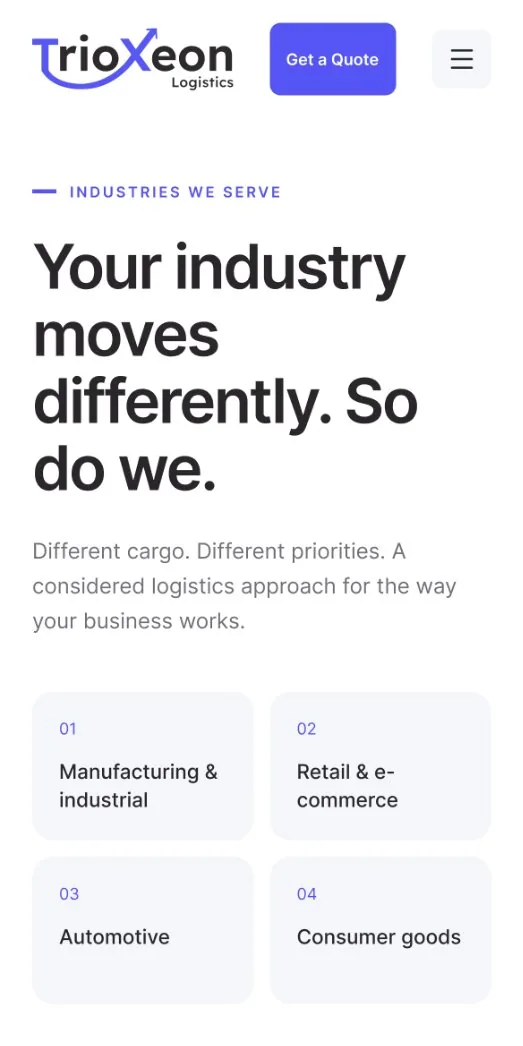 TrioXeon
Logistics
Get a Quote
INDUSTRIES WE SERVE
Your industry
moves
differently. So
do we.
Different cargo. Different priorities. A
considered logistics approach for the way
your business works.
01
Manufacturing &
industrial
02
Retail & e-
commerce
03
Automotive
04
Consumer goods